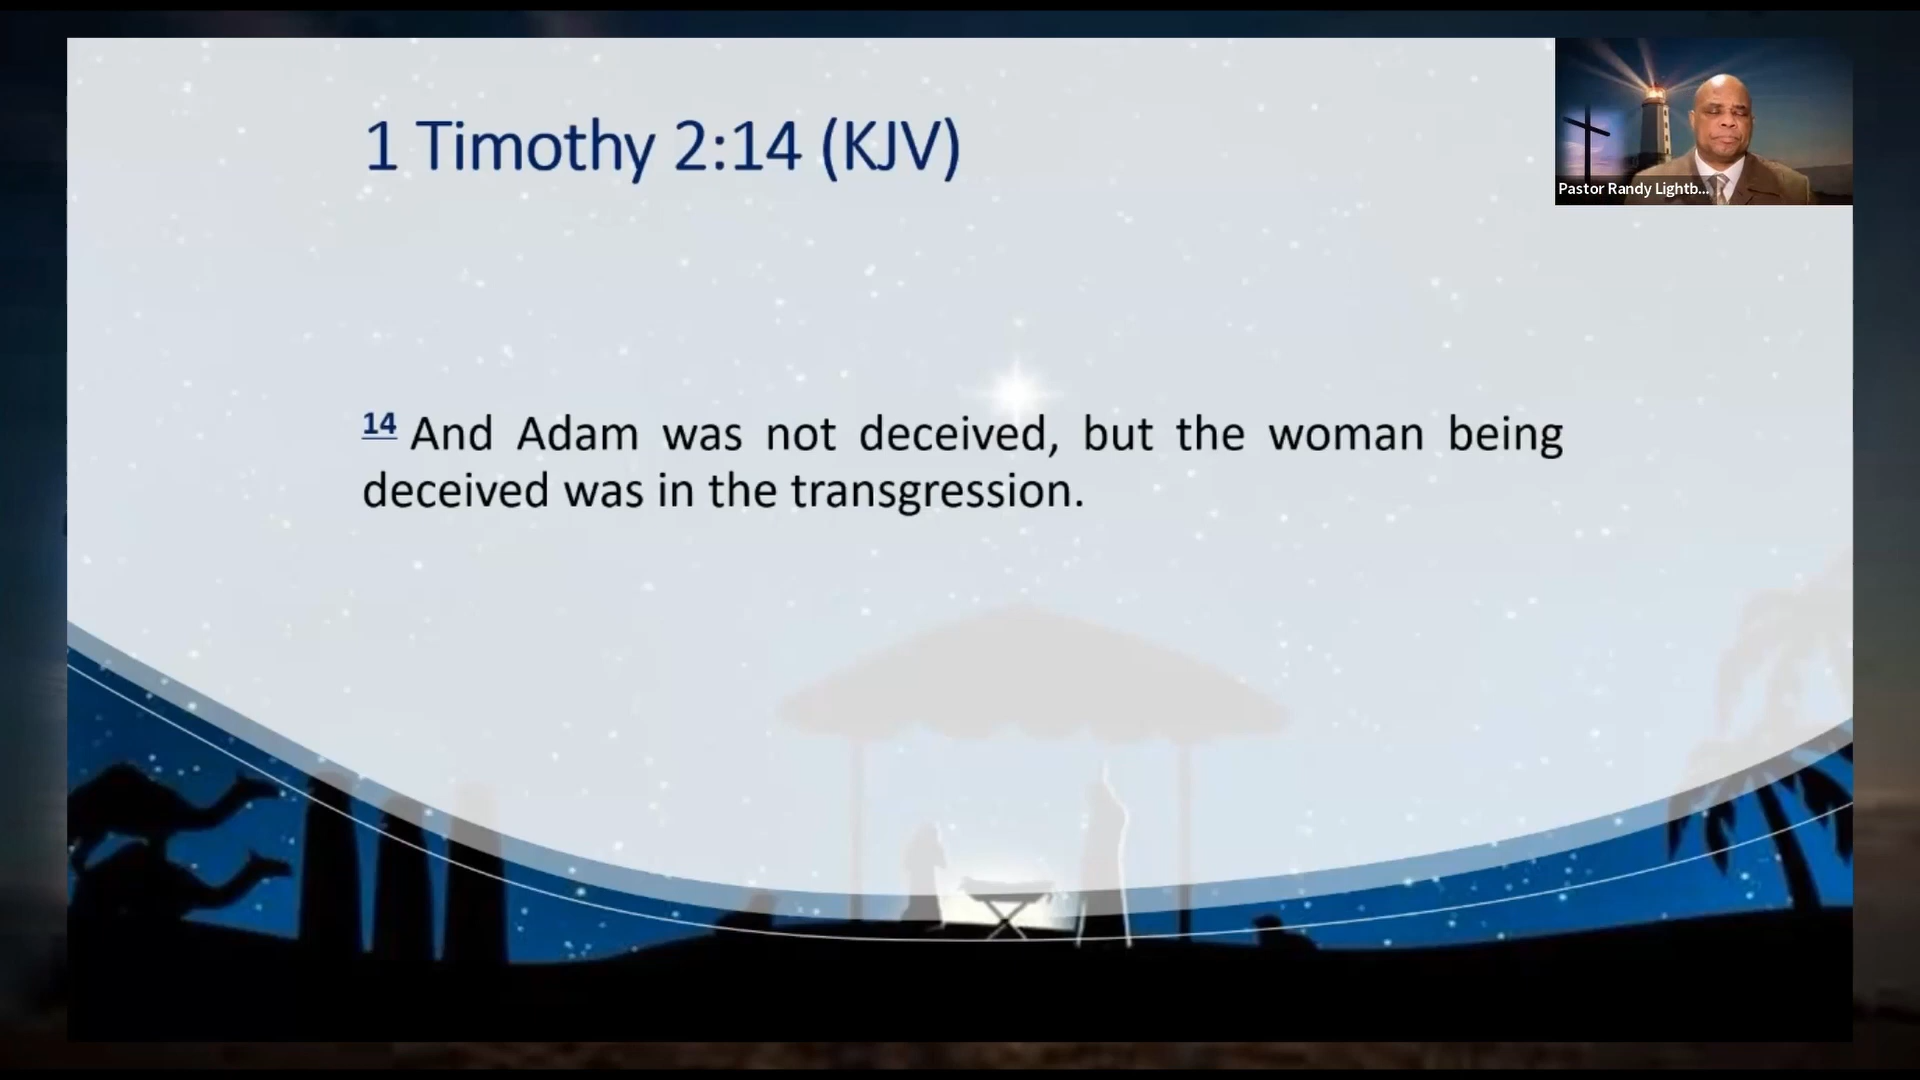 1 Timothy 2:14 (KJV)
Pastor Randy Lightb...
14 And Adam was not deceived, but the woman being
deceived was in the transgression.